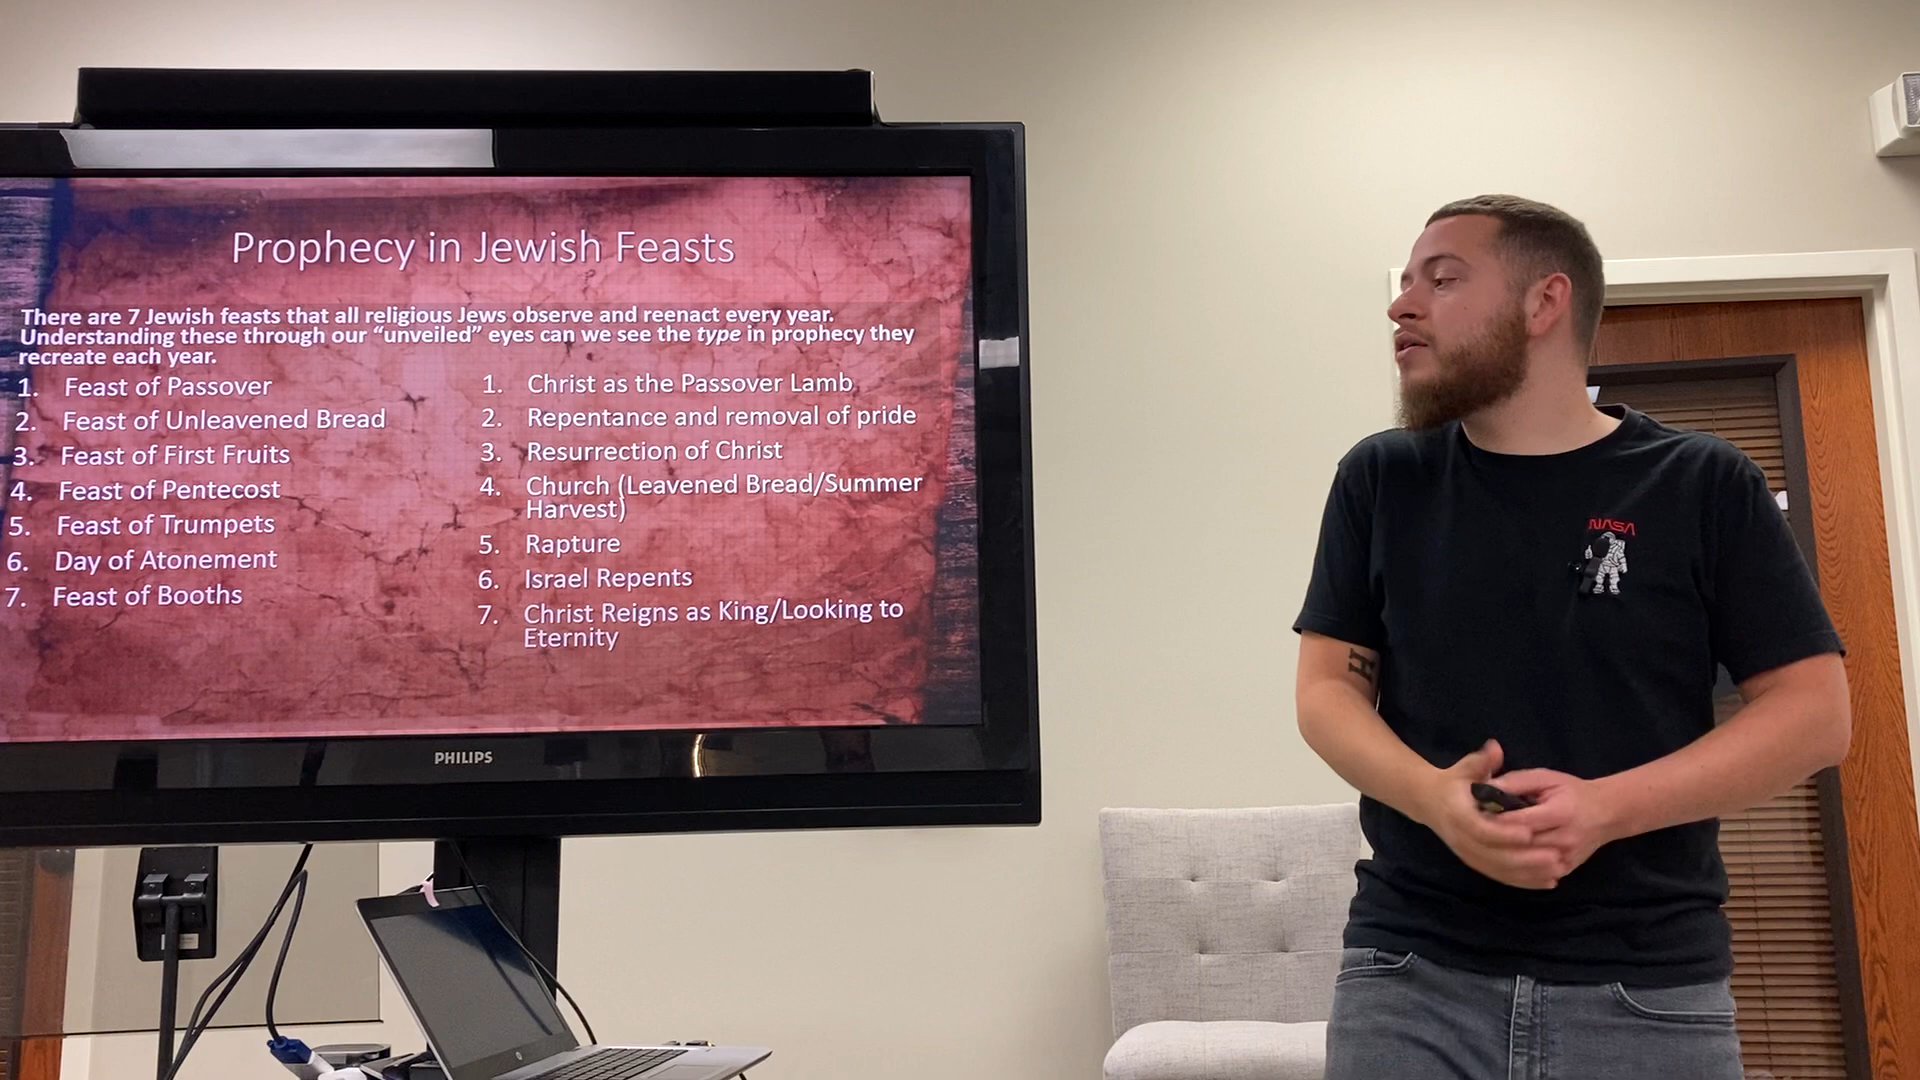 Prophecy in Jewish Feasts
There are 7 Jewish feasts that all religious Jews observe and reenact every year.
Understanding these through our “unveiled” eyes can we see the type in prophecy they
recreate each year.
1. Feast of Passover
2. Feast of Unleavened Bread
3. Feast of First Fruits
4. Feast of Pentecost
5. Feast of Trumpets
6. Day of Atonement
7. Feast of Booths
1. Christ as the Passover Lamb
2. Repentance and removal of pride
3. Resurrection of Christ
4. Church (Leavened Bread/Summer
Harvest)
5. Rapture
6. Israel Repents
7. Christ Reigns as King/Looking to
Eternity
PHILIPS
NASA
H
hp